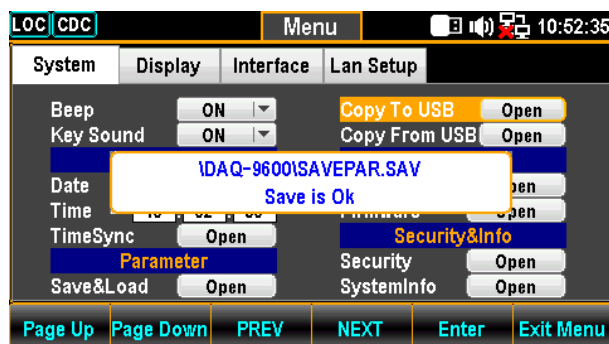 LOC CDC Menu 10:52:35
System Display Interface Lan Setup
Beep ON Copy To USB Open
Key Sound ON Copy From USB Open
\DAQ-9600\SAVEPAR.SAV
Save is Ok
Date
Time
TimeSync Open Security&Info
Parameter Security Open
Save&Load Open SystemInfo Open
Page Up Page Down PREV NEXT Enter Exit Menu